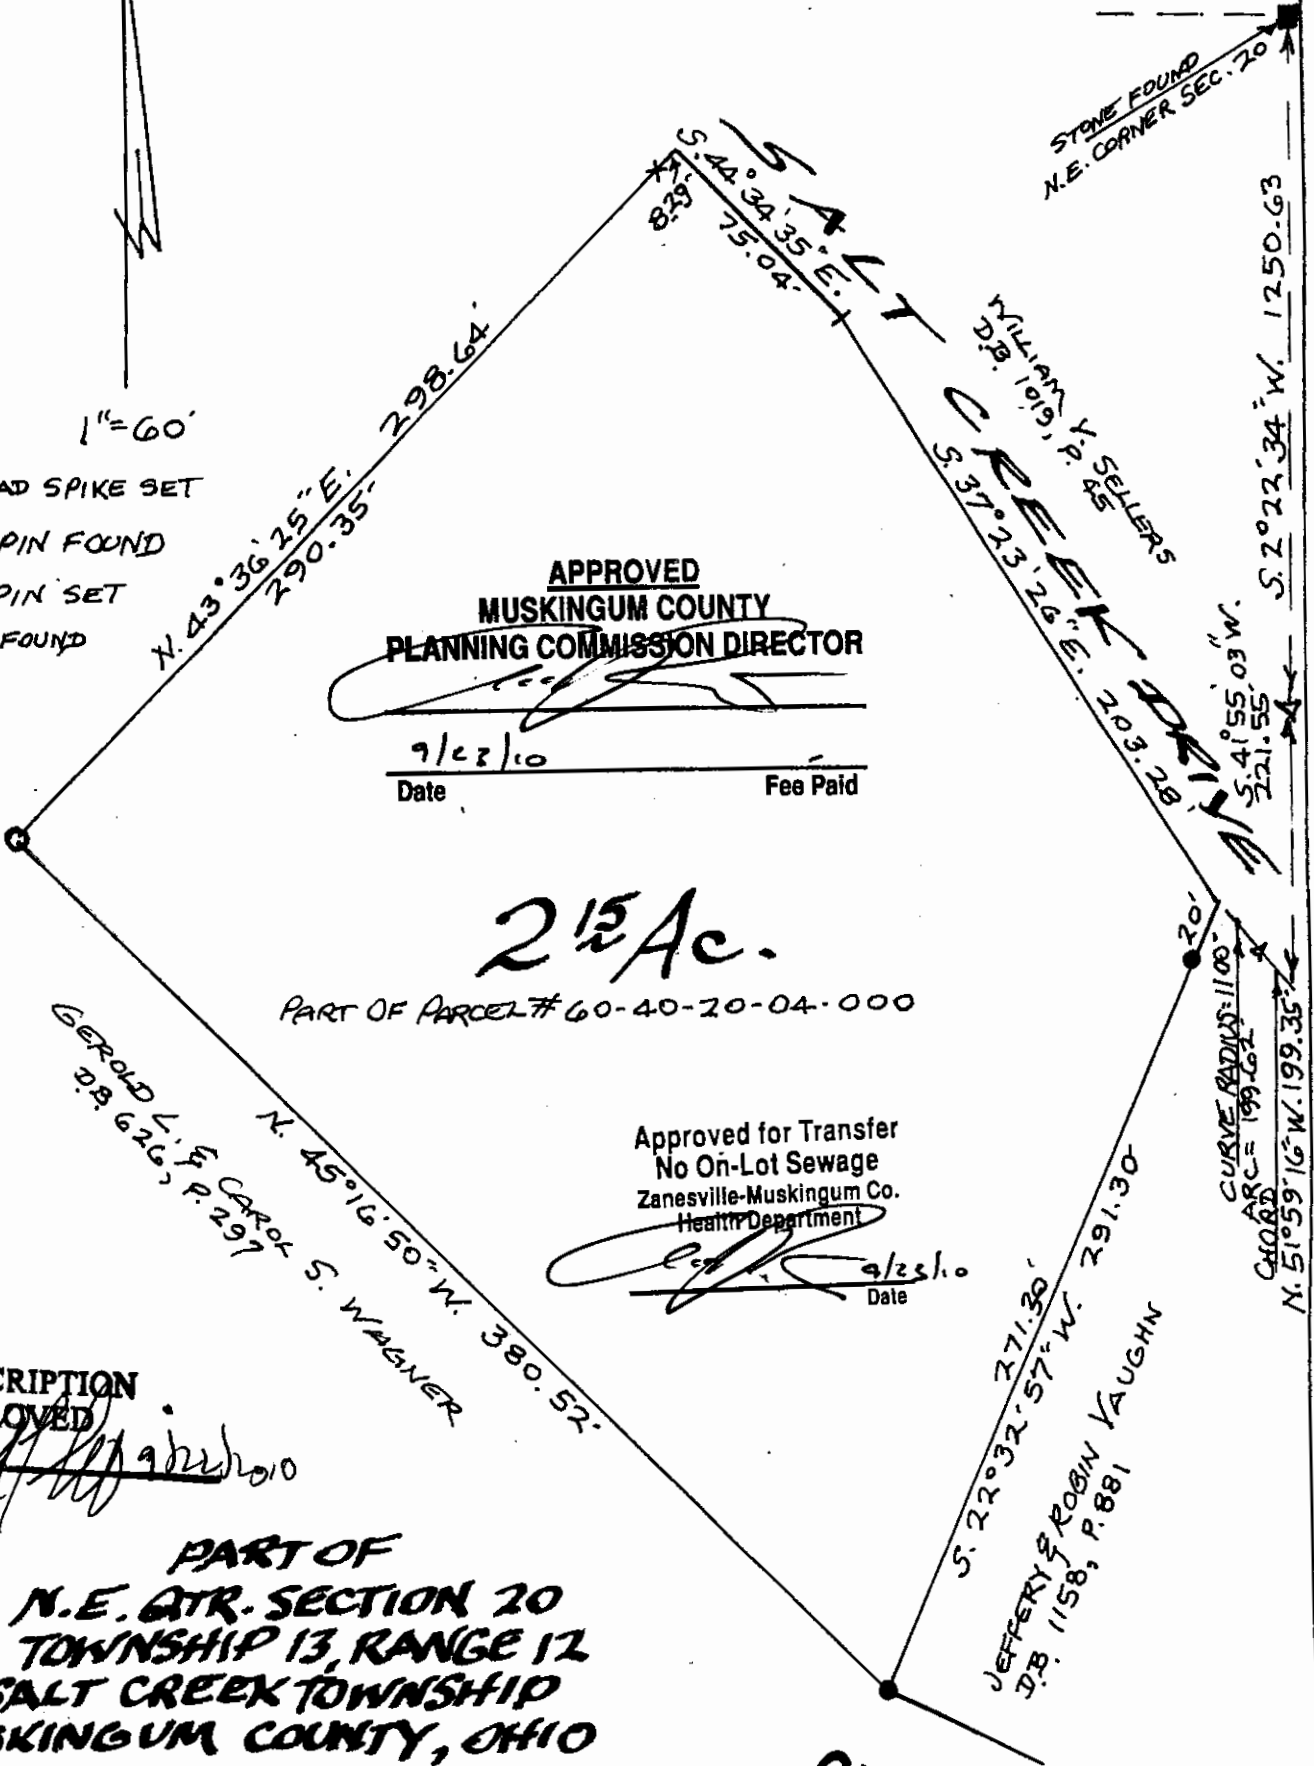 STONE FOUND
N.E. CORNER SEC. 20
S. 2° 22' 34" W. 1250.63
S. 44° 34' 35" E.
75.04'
8.29'
SALT CREEK DRIVE
WILLIAM Y. SELLERS
D.B. 1019, P. 45
298.64'
N. 43° 36' 25" E.
290.35'
1"=60'
AD SPIKE SET
PIN FOUND
PIN SET
FOUND
S. 37° 23' 26" E. 203.28'
S. 41° 55' 03" W.
221.55'
APPROVED
MUSKINGUM COUNTY
PLANNING COMMISSION DIRECTOR
9/23/10
Date Fee Paid
2 15 Ac.
PART OF PARCEL # 60-40-20-04-000
20'
CURVE RADIUS=1100'
ARC= 199.62'
CHORD
N. 51° 59' 16" W. 199.35'
GEROLD L. & CAROL S. WAGNER
D.B. 626, P. 297
N. 45° 16' 50" W. 380.52'
Approved for Transfer
No On-Lot Sewage
Zanesville-Muskingum Co.
Health Department
9/23/10
Date
271.30'
S. 22° 32' 57" W. 291.30'
JEFFERY & ROBIN VAUGHN
D.B. 1158, P. 881
CRIPTION
OVED
PART OF
N.E. QTR. SECTION 20
TOWNSHIP 13, RANGE 12
SALT CREEK TOWNSHIP
SKINGUM COUNTY, OHIO